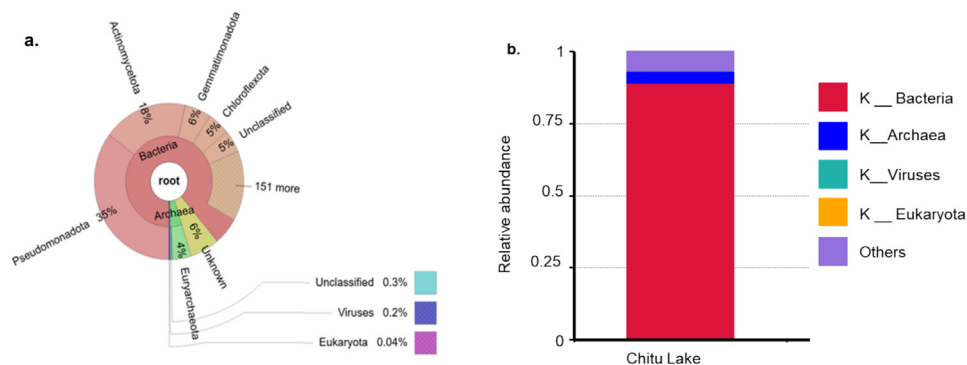 a.
Actinomycetota
18%
Gemmatimonadota
6%
Chloroflexota
5%
Unclassified
5%
151 more
Bacteria
root
Archaea
Pseudomonadota 35%
6%
Unknown
4%
Euryarchaeota
Unclassified 0.3%
Viruses 0.2%
Eukaryota 0.04%
b.
Relative abundance
1
0.75
0.5
0.25
0
Chitu Lake
K __ Bacteria
K__Archaea
K__Viruses
K __ Eukaryota
Others